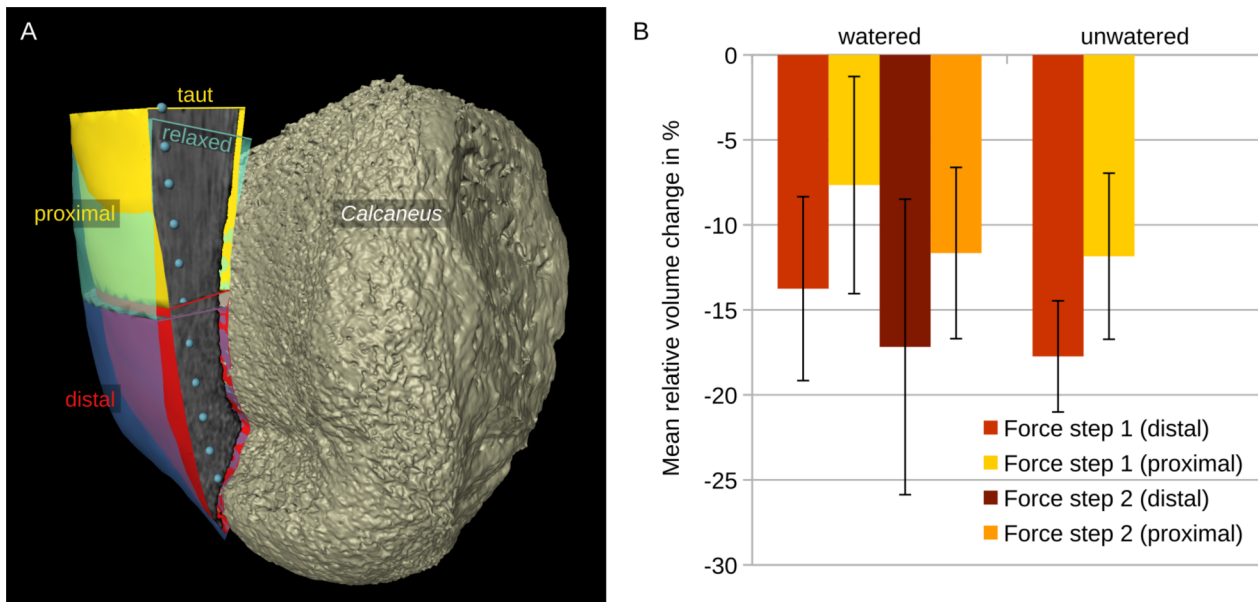 A
taut
relaxed
proximal
Calcaneus
distal
B
watered
unwatered
Mean relative volume change in %
0
-5
-10
-15
-20
-25
-30
Force step 1 (distal)
Force step 1 (proximal)
Force step 2 (distal)
Force step 2 (proximal)